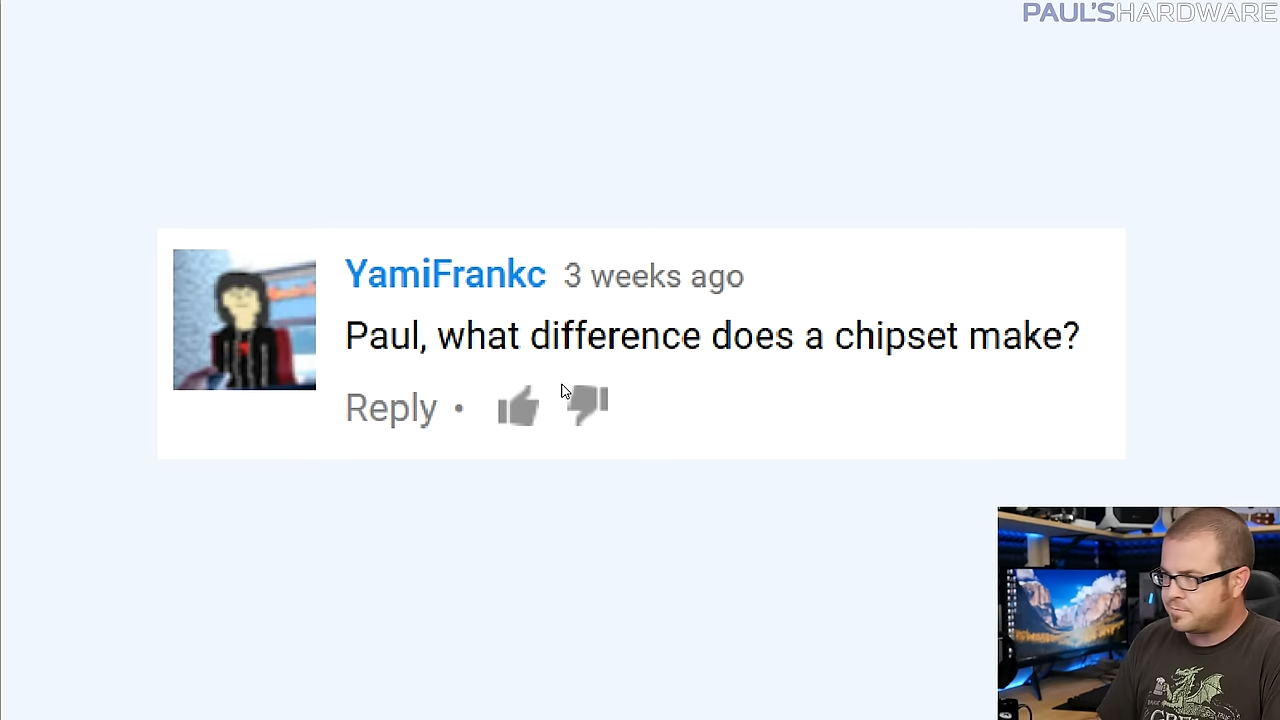 PAUL'SHARDWARE
YamiFrankc 3 weeks ago
Paul, what difference does a chipset make?
Reply •